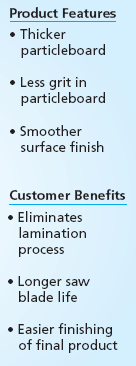 Product Features
• Thicker
particleboard
• Less grit in
particleboard
• Smoother
surface finish
Customer Benefits
• Eliminates
lamination
process
• Longer saw
blade life
• Easier finishing
of final product